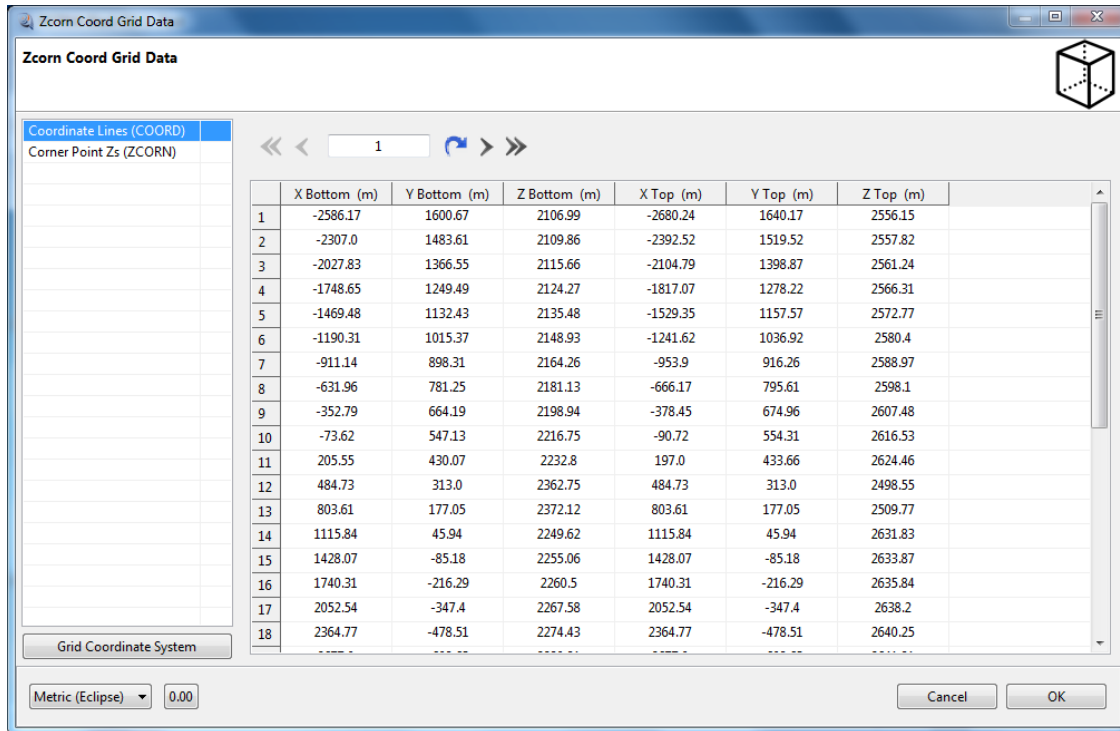 Zcorn Coord Grid Data
Zcorn Coord Grid Data
Coordinate Lines (COORD)
Corner Point Zs (ZCORN)
1
X Bottom (m) Y Bottom (m) Z Bottom (m) X Top (m) Y Top (m) Z Top (m)
1 -2586.17 1600.67 2106.99 -2680.24 1640.17 2556.15
2 -2307.0 1483.61 2109.86 -2392.52 1519.52 2557.82
3 -2027.83 1366.55 2115.66 -2104.79 1398.87 2561.24
4 -1748.65 1249.49 2124.27 -1817.07 1278.22 2566.31
5 -1469.48 1132.43 2135.48 -1529.35 1157.57 2572.77
6 -1190.31 1015.37 2148.93 -1241.62 1036.92 2580.4
7 -911.14 898.31 2164.26 -953.9 916.26 2588.97
8 -631.96 781.25 2181.13 -666.17 795.61 2598.1
9 -352.79 664.19 2198.94 -378.45 674.96 2607.48
10 -73.62 547.13 2216.75 -90.72 554.31 2616.53
11 205.55 430.07 2232.8 197.0 433.66 2624.46
12 484.73 313.0 2362.75 484.73 313.0 2498.55
13 803.61 177.05 2372.12 803.61 177.05 2509.77
14 1115.84 45.94 2249.62 1115.84 45.94 2631.83
15 1428.07 -85.18 2255.06 1428.07 -85.18 2633.87
16 1740.31 -216.29 2260.5 1740.31 -216.29 2635.84
17 2052.54 -347.4 2267.58 2052.54 -347.4 2638.2
18 2364.77 -478.51 2274.43 2364.77 -478.51 2640.25
Grid Coordinate System
Metric (Eclipse) 0.00 Cancel OK